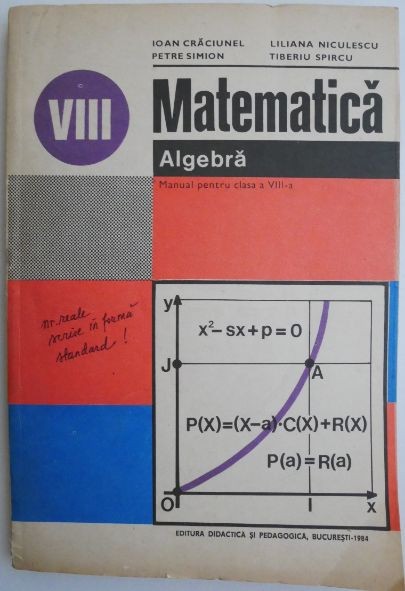 IOAN CRĂCIUNEL LILIANA NICULESCU
PETRE SIMION TIBERIU SPIRCU
VIII
Matematică
Algebră
Manual pentru clasa a VIII-a
nr. reale
scrise în formă
standard!
y
x²-sx+p=0
J
A
P(X)=(X-a)·C(X)+R(X)
P(a)=R(a)
O
I
x
EDITURA DIDACTICĂ ȘI PEDAGOGICĂ, BUCUREȘTI-1984